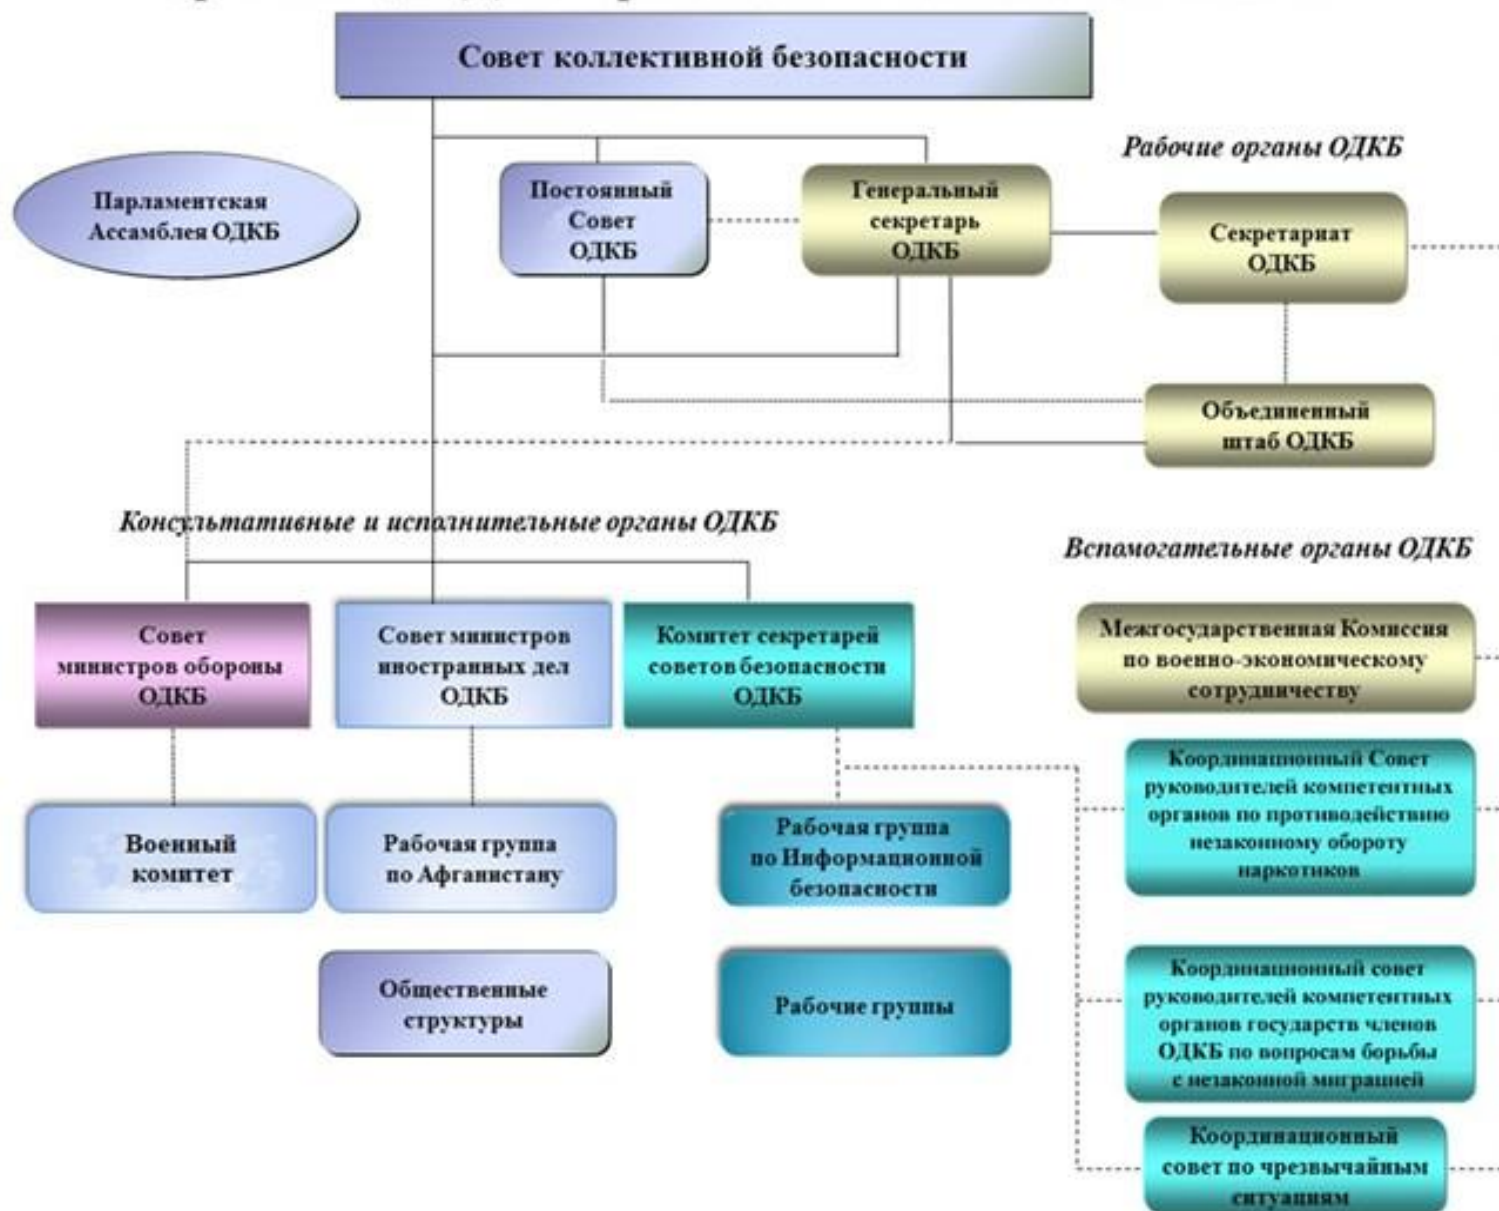 Совет коллективной безопасности
Рабочие органы ОДКБ
Парламентская
Ассамблея ОДКБ
Постоянный
Совет
ОДКБ
Генеральный
секретарь
ОДКБ
Секретариат
ОДКБ
Объединенный
штаб ОДКБ
Консультативные и исполнительные органы ОДКБ
Вспомогательные органы ОДКБ
Совет
министров обороны
ОДКБ
Совет министров
иностранных дел
ОДКБ
Комитет секретарей
советов безопасности
ОДКБ
Межгосударственная Комиссия
по военно-экономическому
сотрудничеству
Координационный Совет
руководителей компетентных
органов по противодействию
незаконному обороту
наркотиков
Военный
комитет
Рабочая группа
по Афганистану
Рабочая группа
по Информационной
безопасности
Общественные
структуры
Рабочие группы
Координационный совет
руководителей компетентных
органов государств членов
ОДКБ по вопросам борьбы
с незаконной миграцией
Координационный
совет по чрезвычайным
ситуациям